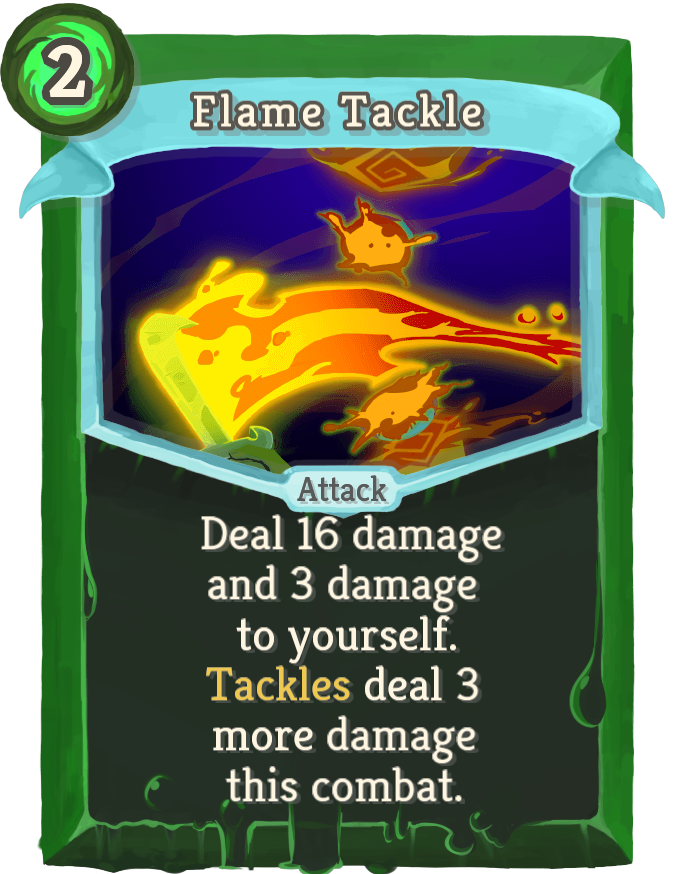 2
Flame Tackle
Attack
Deal 16 damage
and 3 damage
to yourself.
Tackles deal 3
more damage
this combat.